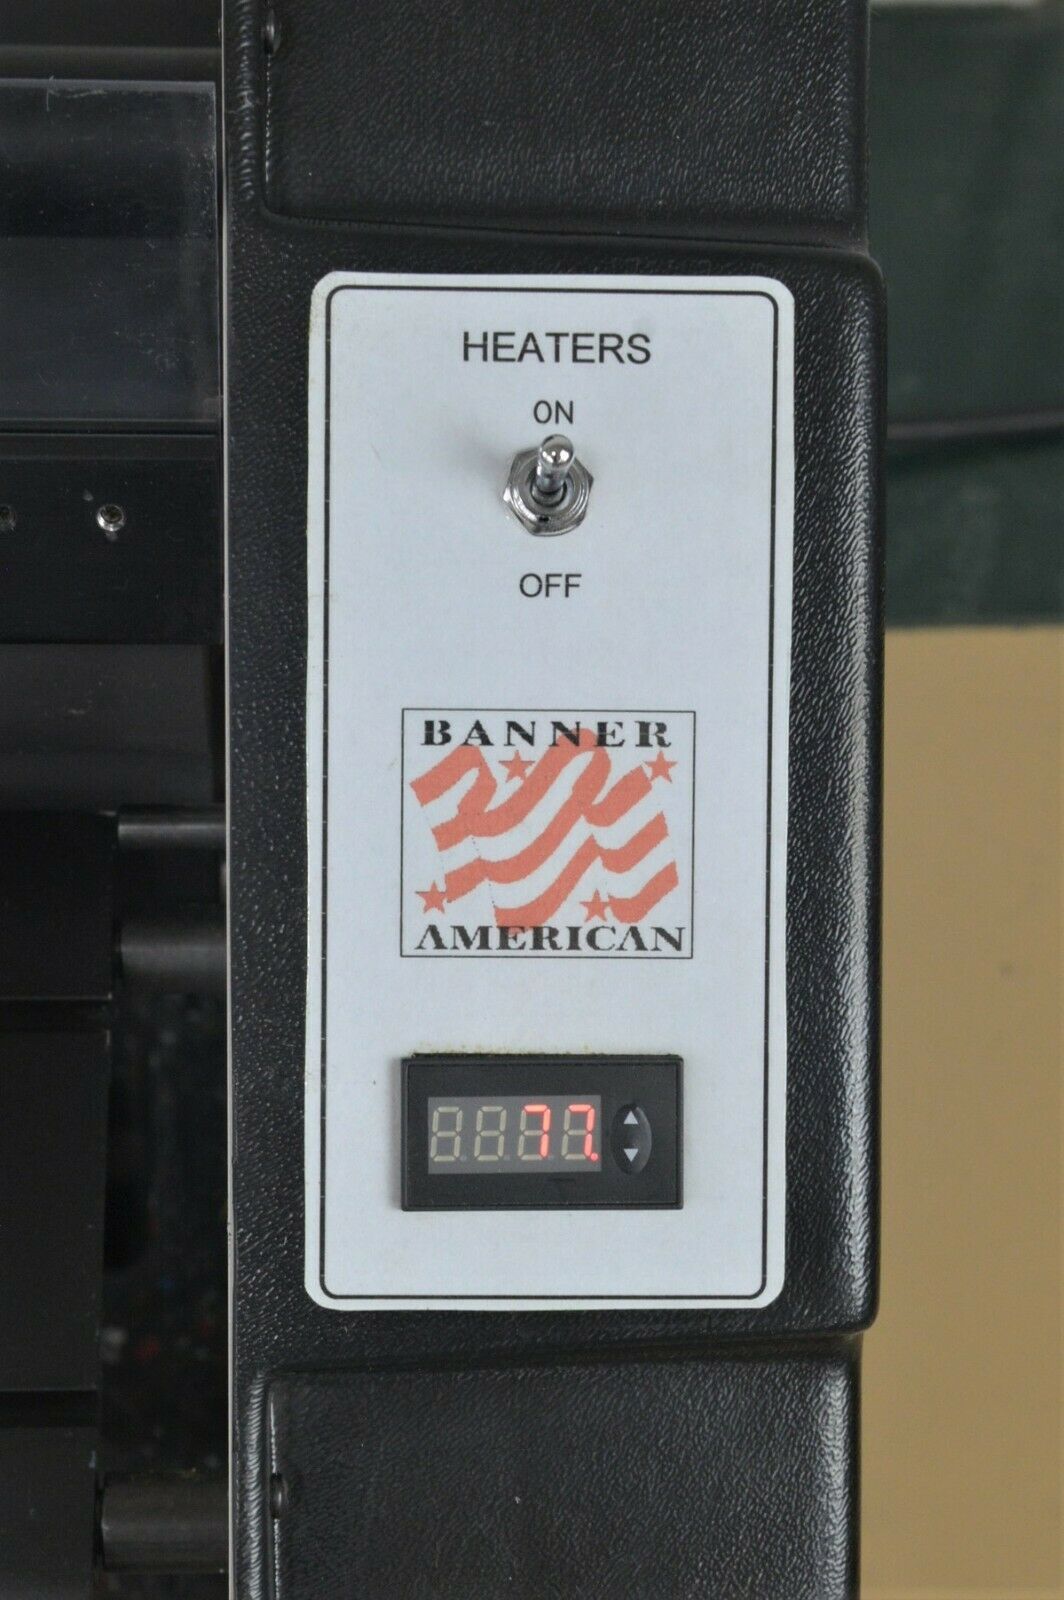 HEATERS
ON
OFF
BANNER
AMERICAN
77.